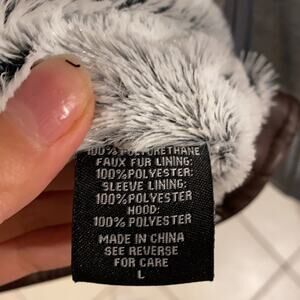 100% POLYURETHANE
FAUX FUR LINING:
100% POLYESTER
SLEEVE LINING:
100% POLYESTER
HOOD:
100% POLYESTER
MADE IN CHINA
SEE REVERSE
FOR CARE
L